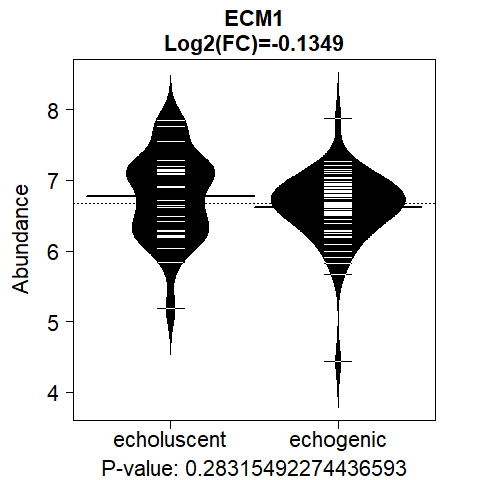 ECM1
Log2(FC)=-0.1349
Abundance
8
7
6
5
4
echoluscent echogenic
P-value: 0.28315492274436593